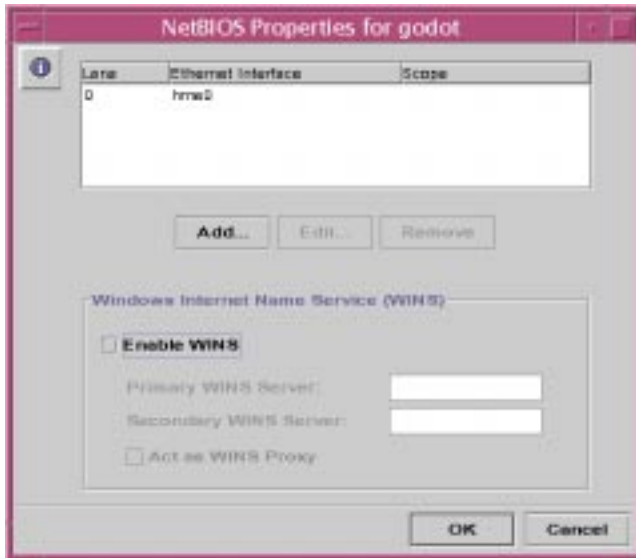 NetBIOS Properties for godot
Lana Ethernet Interface Scope
0 hme0
Add... Edit... Remove
Windows Internet Name Service (WINS)
Enable WINS
Primary WINS Server:
Secondary WINS Server:
Act as WINS Proxy
OK Cancel